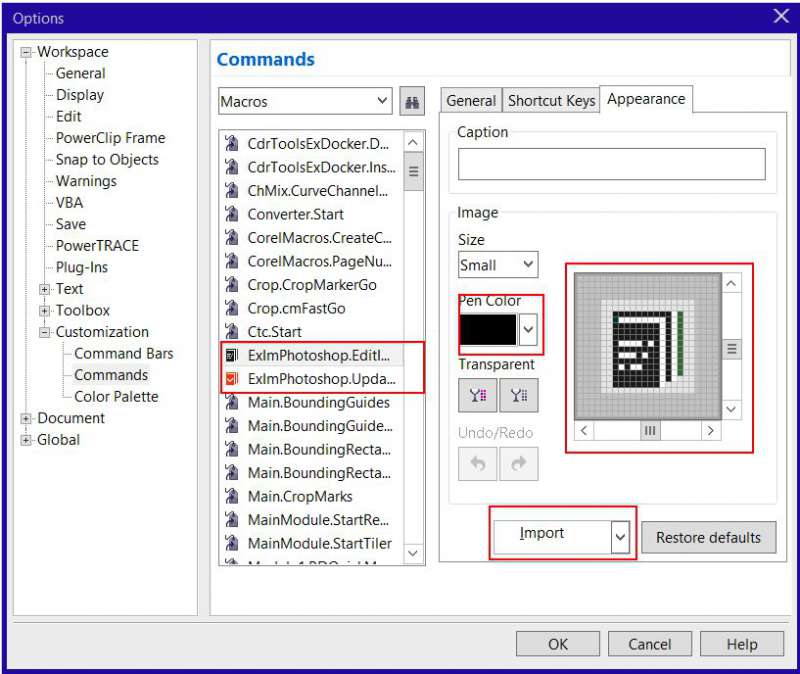 Options
Workspace
General
Display
Edit
PowerClip Frame
Snap to Objects
Warnings
VBA
Save
PowerTRACE
Plug-Ins
Text
Toolbox
Customization
Command Bars
Commands
Color Palette
Document
Global
Commands
Macros
CdrToolsExDocker.D...
CdrToolsExDocker.Ins...
ChMix.CurveChannel...
Converter.Start
CorelMacros.CreateC...
CorelMacros.PageNu...
Crop.CropMarkerGo
Crop.cmFastGo
Ctc.Start
ExImPhotoshop.EditI...
ExImPhotoshop.Upda...
Main.BoundingGuides
Main.BoundingGuide...
Main.BoundingRecta...
Main.BoundingRecta...
Main.CropMarks
MainModule.StartRe...
MainModule.StartTiler
General Shortcut Keys Appearance
Caption
Image
Size
Small
Pen Color
Transparent
Undo/Redo
Import
Restore defaults
OK Cancel Help